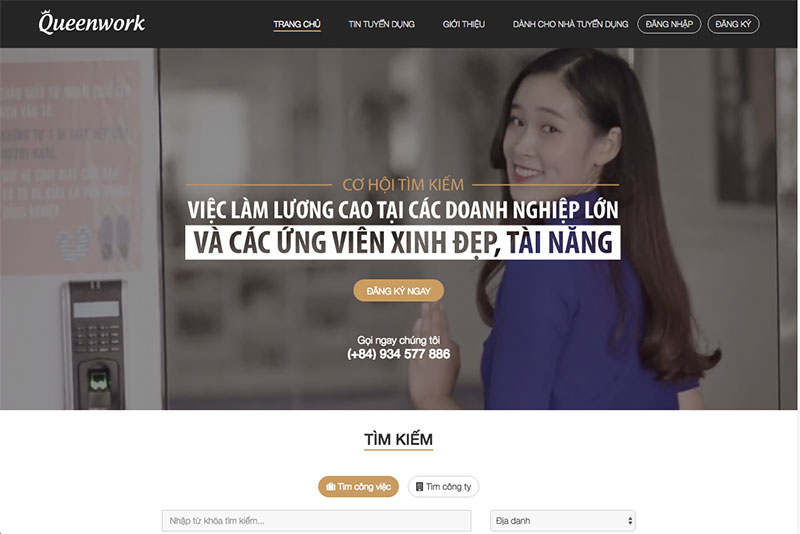 Queenwork
TRANG CHỦ
TIN TUYỂN DỤNG
GIỚI THIỆU
DÀNH CHO NHÀ TUYỂN DỤNG
ĐĂNG NHẬP
ĐĂNG KÝ
CƠ HỘI TÌM KIẾM
VIỆC LÀM LƯƠNG CAO TẠI CÁC DOANH NGHIỆP LỚN
VÀ CÁC ỨNG VIÊN XINH ĐẸP, TÀI NĂNG
ĐĂNG KÝ NGAY
Gọi ngay chúng tôi
(+84) 934 577 886
TÌM KIẾM
Tìm công việc
Tìm công ty
Nhập từ khóa tìm kiếm...
Địa danh